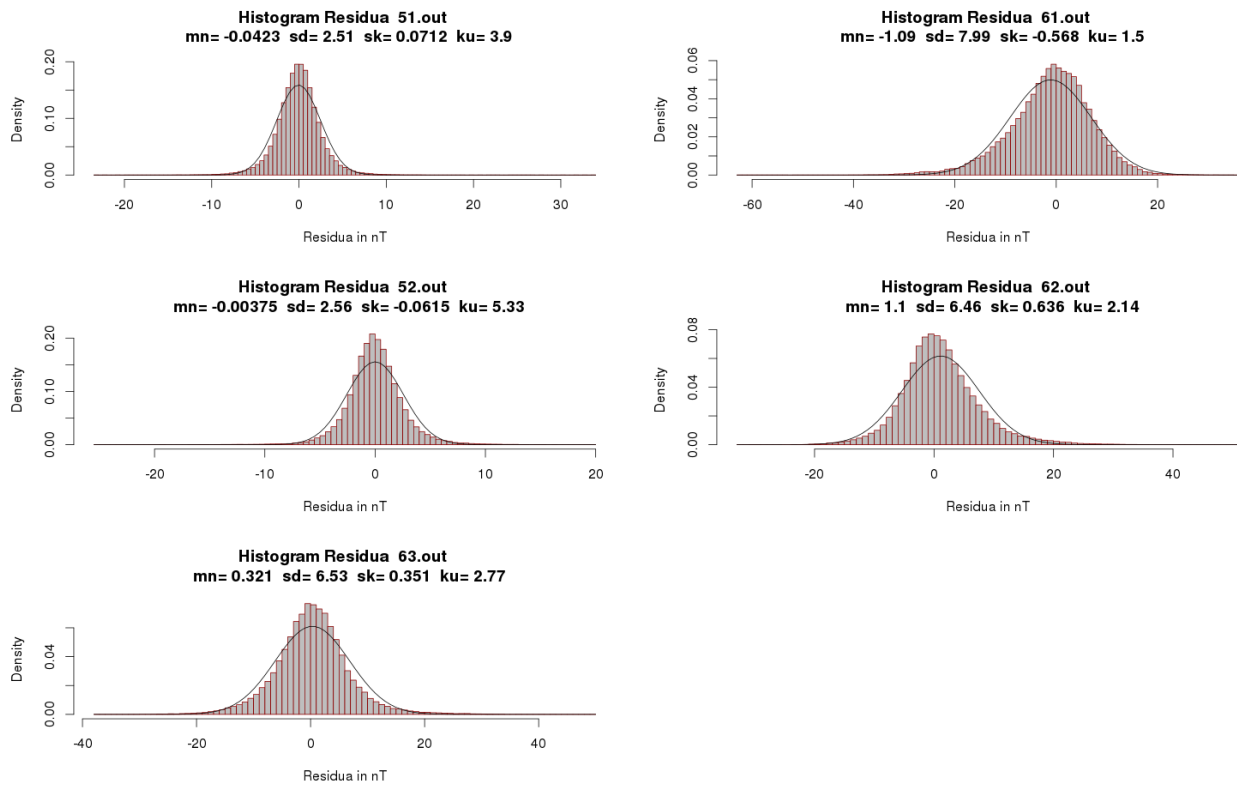 Histogram Residua 51.out
mn= -0.0423 sd= 2.51 sk= 0.0712 ku= 3.9
Density
0.00 0.10 0.20
-20 -10 0 10 20 30
Residua in nT
Histogram Residua 61.out
mn= -1.09 sd= 7.99 sk= -0.568 ku= 1.5
Density
0.00 0.02 0.04 0.06
-60 -40 -20 0 20
Residua in nT
Histogram Residua 52.out
mn= -0.00375 sd= 2.56 sk= -0.0615 ku= 5.33
Density
0.00 0.10 0.20
-20 -10 0 10 20
Residua in nT
Histogram Residua 62.out
mn= 1.1 sd= 6.46 sk= 0.636 ku= 2.14
Density
0.00 0.04 0.08
-20 0 20 40
Residua in nT
Histogram Residua 63.out
mn= 0.321 sd= 6.53 sk= 0.351 ku= 2.77
Density
0.00 0.04
-40 -20 0 20 40
Residua in nT